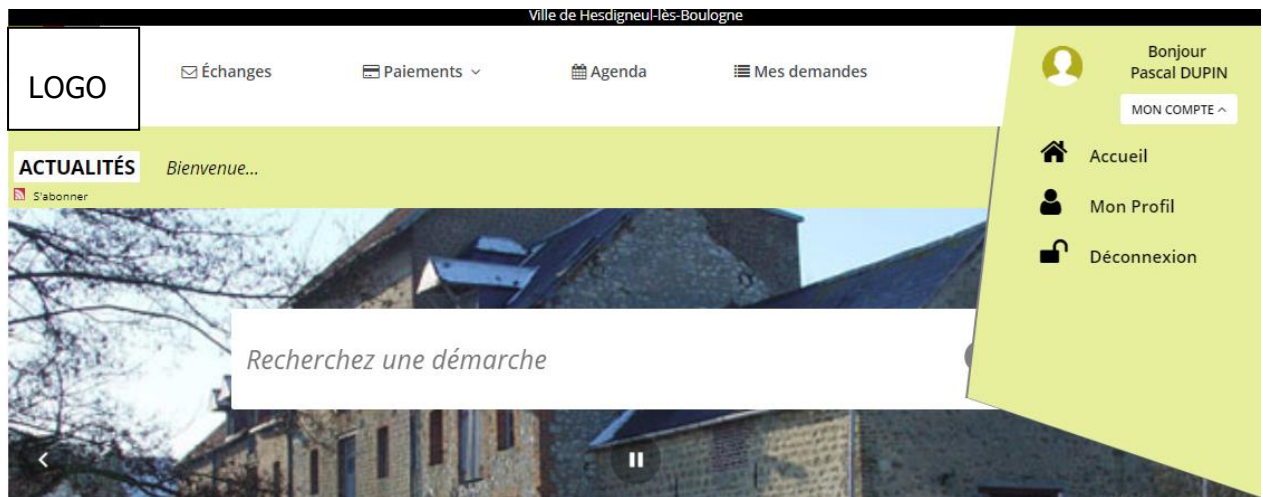 Ville de Hesdigneul-lès-Boulogne
LOGO
Échanges
Paiements
Agenda
Mes demandes
Bonjour
Pascal DUPIN
MON COMPTE
Accueil
Mon Profil
Déconnexion
ACTUALITÉS
Bienvenue...
S'abonner
Recherchez une démarche